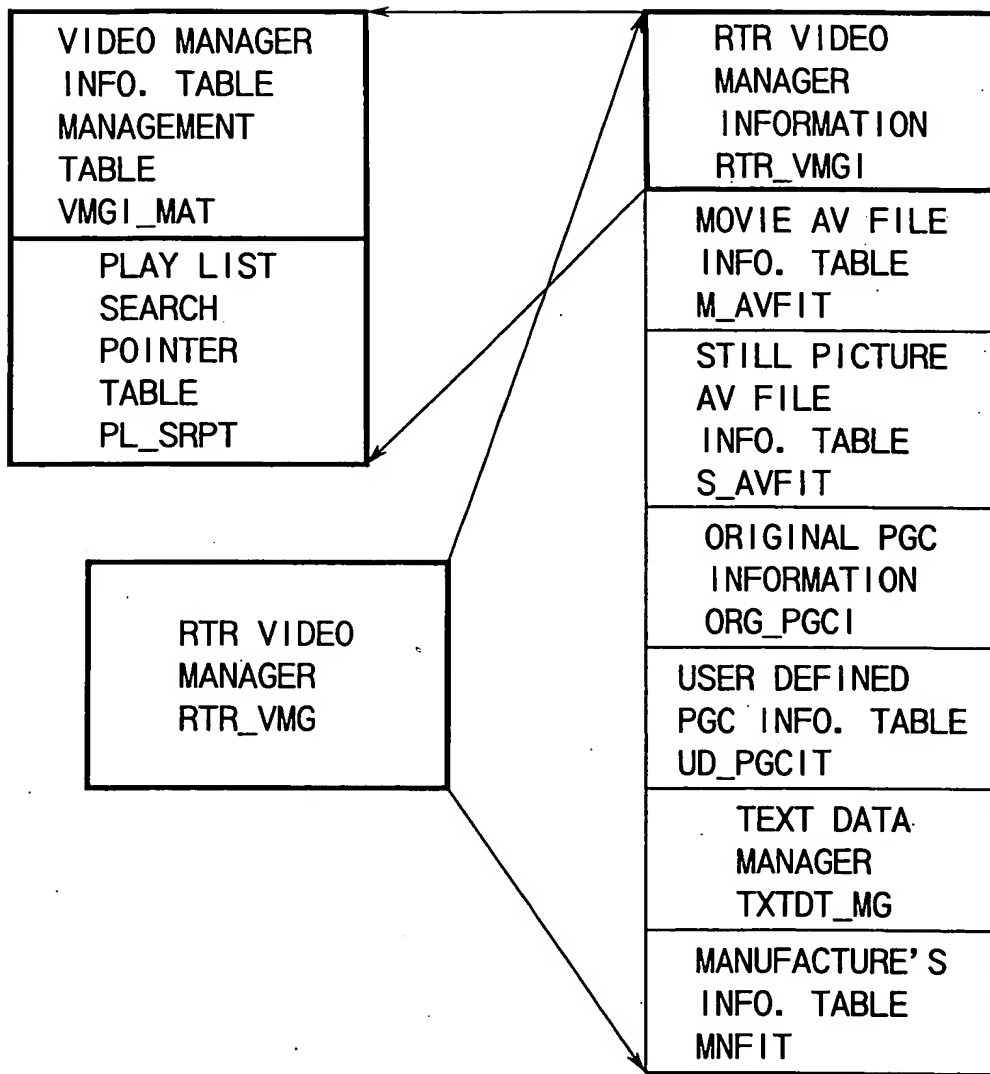 VIDEO MANAGER
INFO. TABLE
MANAGEMENT
TABLE
VMGI_MAT
PLAY LIST
SEARCH
POINTER
TABLE
PL_SRPT
RTR VIDEO
MANAGER
RTR_VMG
RTR VIDEO
MANAGER
INFORMATION
RTR_VMGI
MOVIE AV FILE
INFO. TABLE
M_AVFIT
STILL PICTURE
AV FILE
INFO. TABLE
S_AVFIT
ORIGINAL PGC
INFORMATION
ORG_PGCI
USER DEFINED
PGC INFO. TABLE
UD_PGCIT
TEXT DATA
MANAGER
TXTDT_MG
MANUFACTURE'S
INFO. TABLE
MNFIT